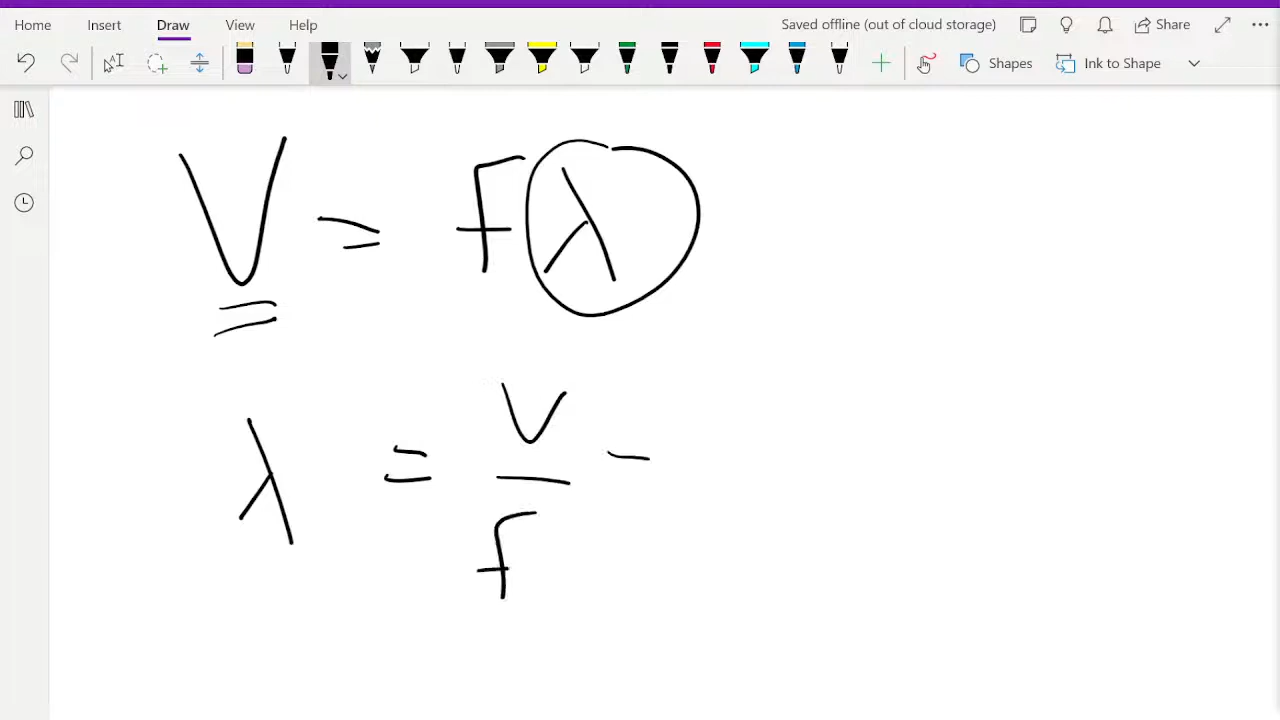 Home Insert Draw View Help Saved offline (out of cloud storage) Share
Shapes Ink to Shape
V = fλ
λ = v/f -